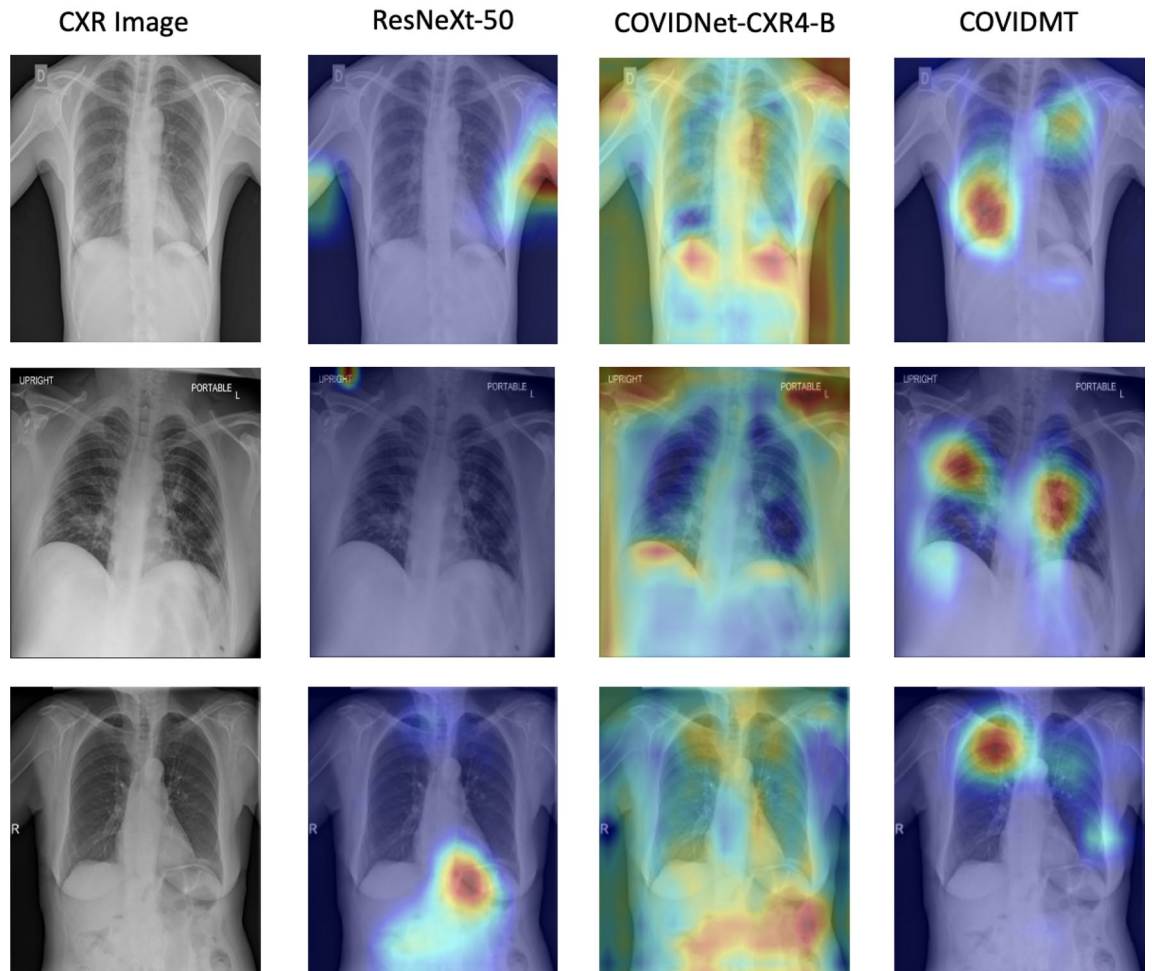 CXR Image ResNeXt-50 COVIDNet-CXR4-B COVIDMT
D D D D
UPRIGHT PORTABLE L UPRIGHT PORTABLE L UPRIGHT PORTABLE L UPRIGHT PORTABLE L
R R R R